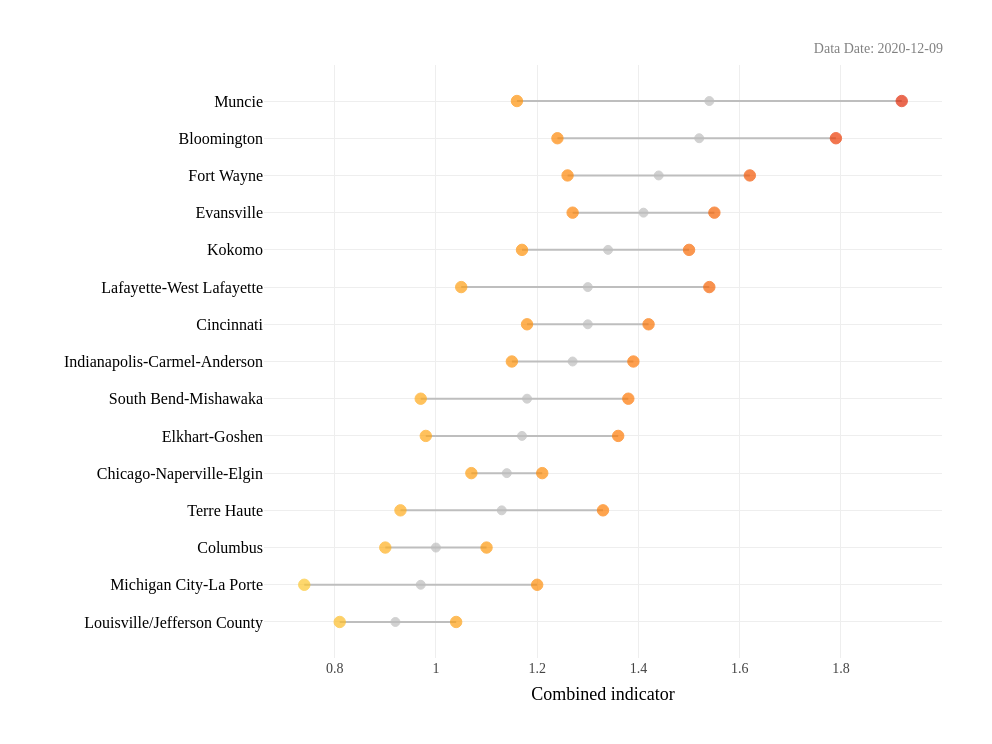 Data Date: 2020-12-09
Muncie
Bloomington
Fort Wayne
Evansville
Kokomo
Lafayette-West Lafayette
Cincinnati
Indianapolis-Carmel-Anderson
South Bend-Mishawaka
Elkhart-Goshen
Chicago-Naperville-Elgin
Terre Haute
Columbus
Michigan City-La Porte
Louisville/Jefferson County
0.8 1 1.2 1.4 1.6 1.8
Combined indicator